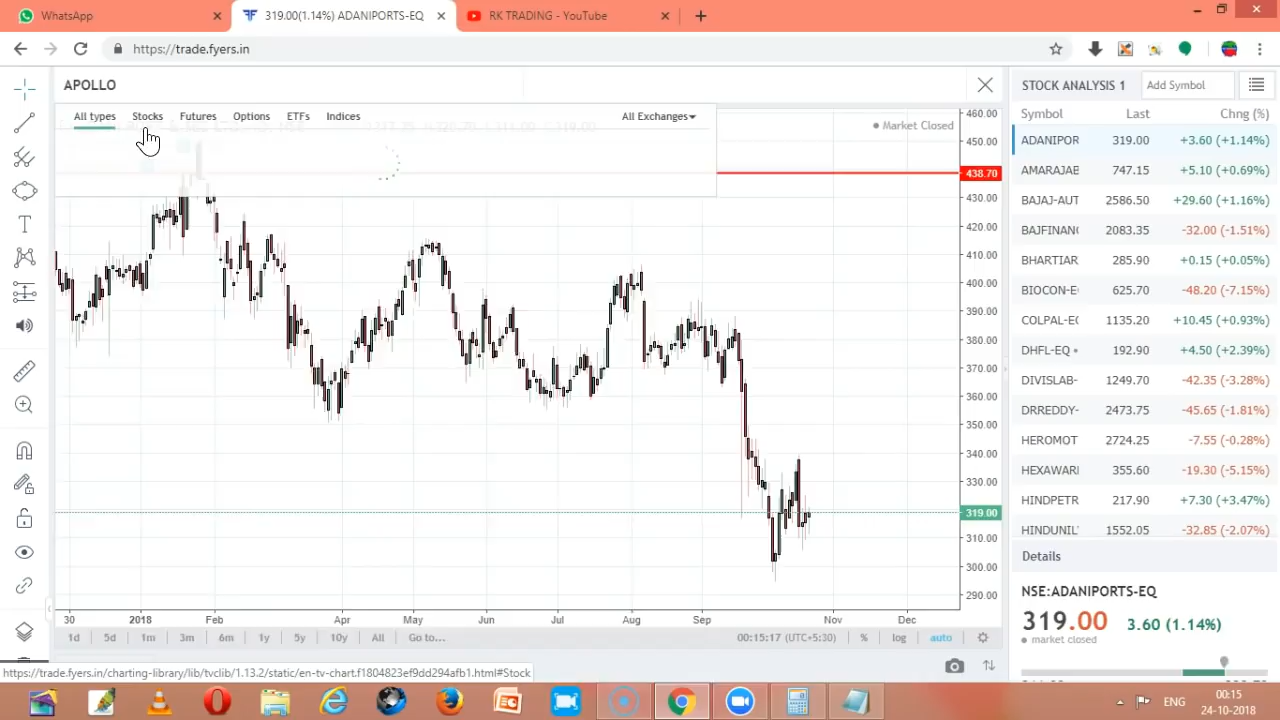 WhatsApp
319.00(1.14%) ADANIPORTS-EQ
RK TRADING - YouTube
https://trade.fyers.in
APOLLO
STOCK ANALYSIS 1
Add Symbol
All types Stocks Futures Options ETFs Indices All Exchanges
Market Closed
Symbol Last Chng (%)
ADANIPOR 319.00 +3.60 (+1.14%)
AMARAJAB 747.15 +5.10 (+0.69%)
BAJAJ-AUT 2586.50 +29.60 (+1.16%)
BAJFINANC 2083.35 -32.00 (-1.51%)
BHARTIAR 285.90 +0.15 (+0.05%)
BIOCON-E 625.70 -48.20 (-7.15%)
COLPAL-EQ 1135.20 +10.45 (+0.93%)
DHFL-EQ 192.90 +4.50 (+2.39%)
DIVISLAB- 1249.70 -42.35 (-3.28%)
DRREDDY- 2473.75 -45.65 (-1.81%)
HEROMOT 2724.25 -7.55 (-0.28%)
HEXAWARI 355.60 -19.30 (-5.15%)
HINDPETR 217.90 +7.30 (+3.47%)
HINDUNIL 1552.05 -32.85 (-2.07%)
460.00
450.00
438.70
430.00
420.00
410.00
400.00
390.00
380.00
370.00
360.00
350.00
340.00
330.00
319.00
310.00
300.00
290.00
30 2018 Feb Apr May Jun Jul Aug Sep Nov Dec
1d 5d 1m 3m 6m 1y 5y 10y All Go to... 00:15:17 (UTC+5:30) % log auto
Details
NSE:ADANIPORTS-EQ
319.00 3.60 (1.14%)
market closed
https://trade.fyers.in/charting-library/lib/tvclib/1.13.2/static/en-tv-chart.f1804823ef9dd294afb1.html#Stock
ENG
00:15
24-10-2018